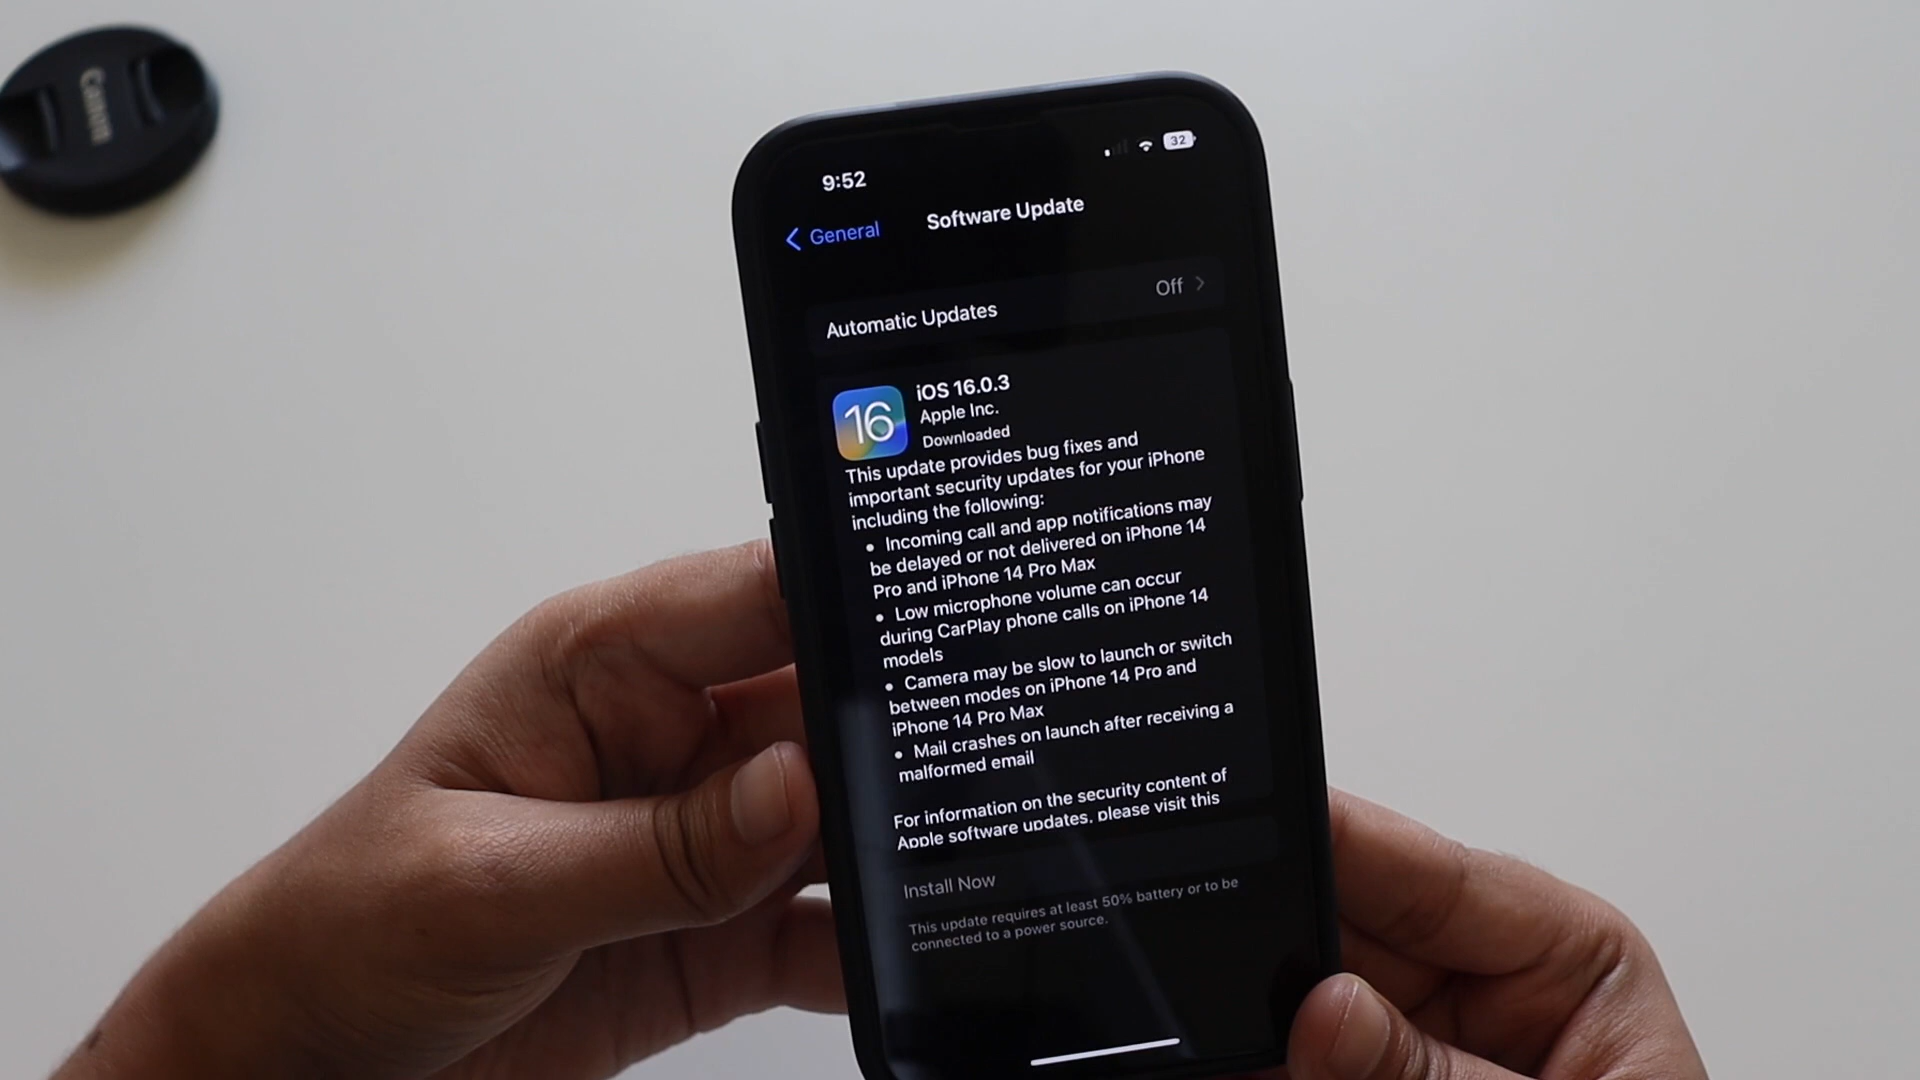 Canon
9:52
32
General
Software Update
Automatic Updates
Off
16
iOS 16.0.3
Apple Inc.
Downloaded
This update provides bug fixes and
important security updates for your iPhone
including the following:
• Incoming call and app notifications may
be delayed or not delivered on iPhone 14
Pro and iPhone 14 Pro Max
• Low microphone volume can occur
during CarPlay phone calls on iPhone 14
models
• Camera may be slow to launch or switch
between modes on iPhone 14 Pro and
iPhone 14 Pro Max
• Mail crashes on launch after receiving a
malformed email
For information on the security content of
Apple software updates, please visit this
Install Now
This update requires at least 50% battery or to be
connected to a power source.